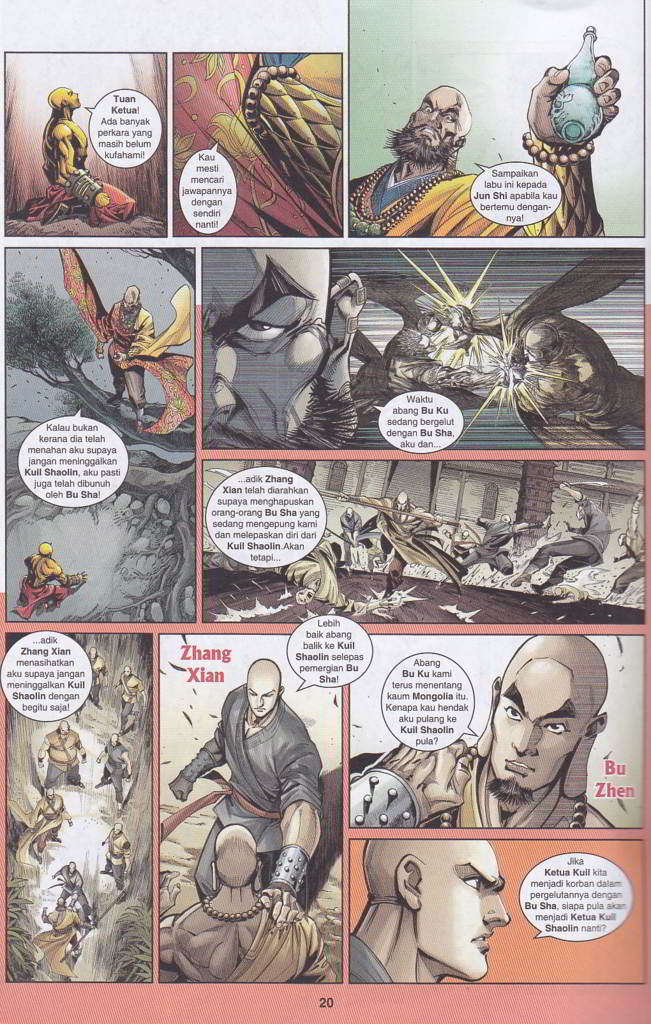 Tuan
Ketua!
Ada banyak
perkara yang
masih belum
kufahami!
Kau
mesti
mencari
jawapannya
dengan
sendiri
nanti!
Sampaikan
labu ini kepada
Jun Shi apabila kau
bertemu dengan-
nya!
Kalau bukan
kerana dia telah
menahan aku supaya
jangan meninggalkan
Kuil Shaolin, aku pasti
juga telah dibunuh
oleh Bu Sha!
Waktu
abang Bu Ku
sedang bergelut
dengan Bu Sha,
aku dan...
...adik Zhang
Xian telah diarahkan
supaya menghapuskan
orang-orang Bu Sha yang
sedang mengepung kami
dan melepaskan diri dari
Kuil Shaolin.Akan
tetapi...
...adik
Zhang Xian
menasihatkan
aku supaya jangan
meninggalkan Kuil
Shaolin dengan
begitu saja!
Zhang
Xian
Lebih
baik abang
balik ke Kuil
Shaolin selepas
pemergian Bu
Sha!
Abang
Bu Ku kami
terus menentang
kaum Mongolia itu.
Kenapa kau hendak
aku pulang ke
Kuil Shaolin
pula?
Bu
Zhen
Jika
Ketua Kuil kita
menjadi korban dalam
pergelutannya dengan
Bu Sha, siapa pula akan
menjadi Ketua Kuil
Shaolin nanti?
20